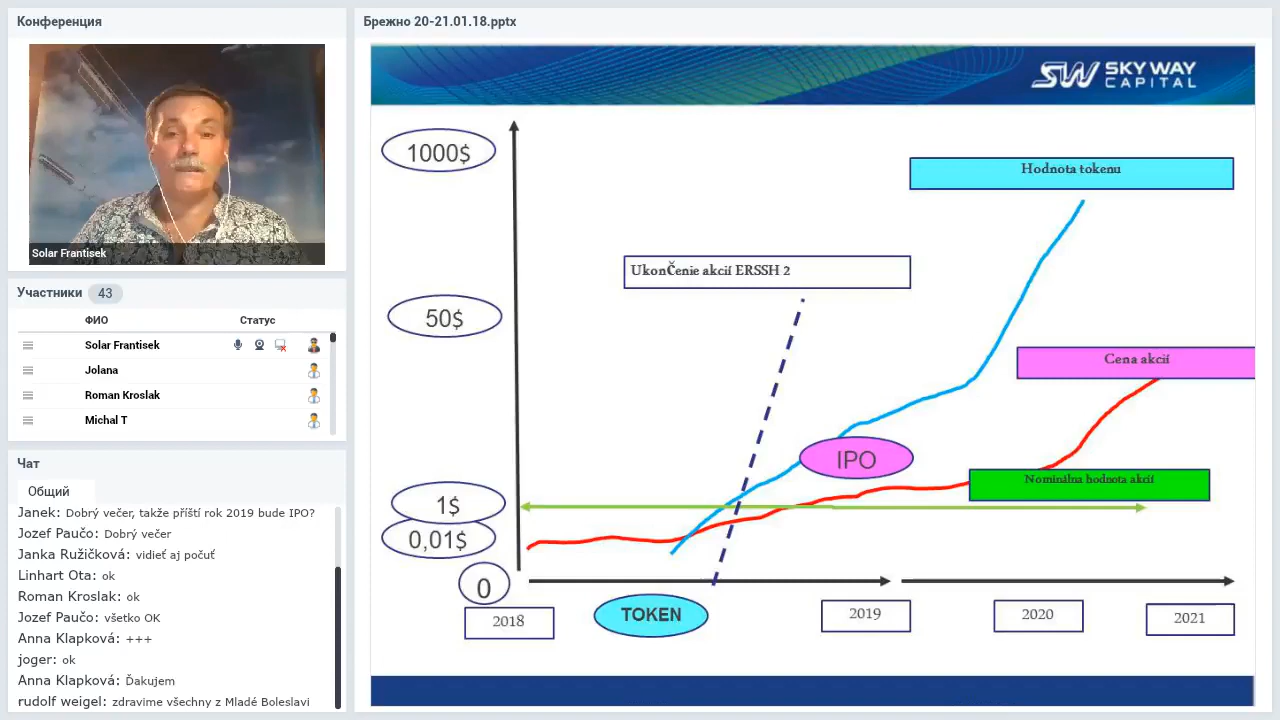 Конференция
Solar Frantisek
Участники 43
ФИО Статус
Solar Frantisek
Jolana
Roman Kroslak
Michal T
Чат
Общий
Janek: Dobrý večer, takže příští rok 2019 bude IPO?
Jozef Paučo: Dobrý večer
Janka Ružičková: vidieť aj počuť
Linhart Ota: ok
Roman Kroslak: ok
Jozef Paučo: všetko OK
Anna Klapková: +++
joger: ok
Anna Klapková: Ďakujem
rudolf weigel: zdravime všechny z Mladé Boleslavi
Брежно 20-21.01.18.pptx
SW SKY WAY
CAPITAL
1000$
Hodnota tokenu
UkonČenie akcií ERSSH 2
50$
Cena akcií
IPO
Nominálna hodnota akcií
1$
0,01$
0
2018
TOKEN
2019
2020
2021